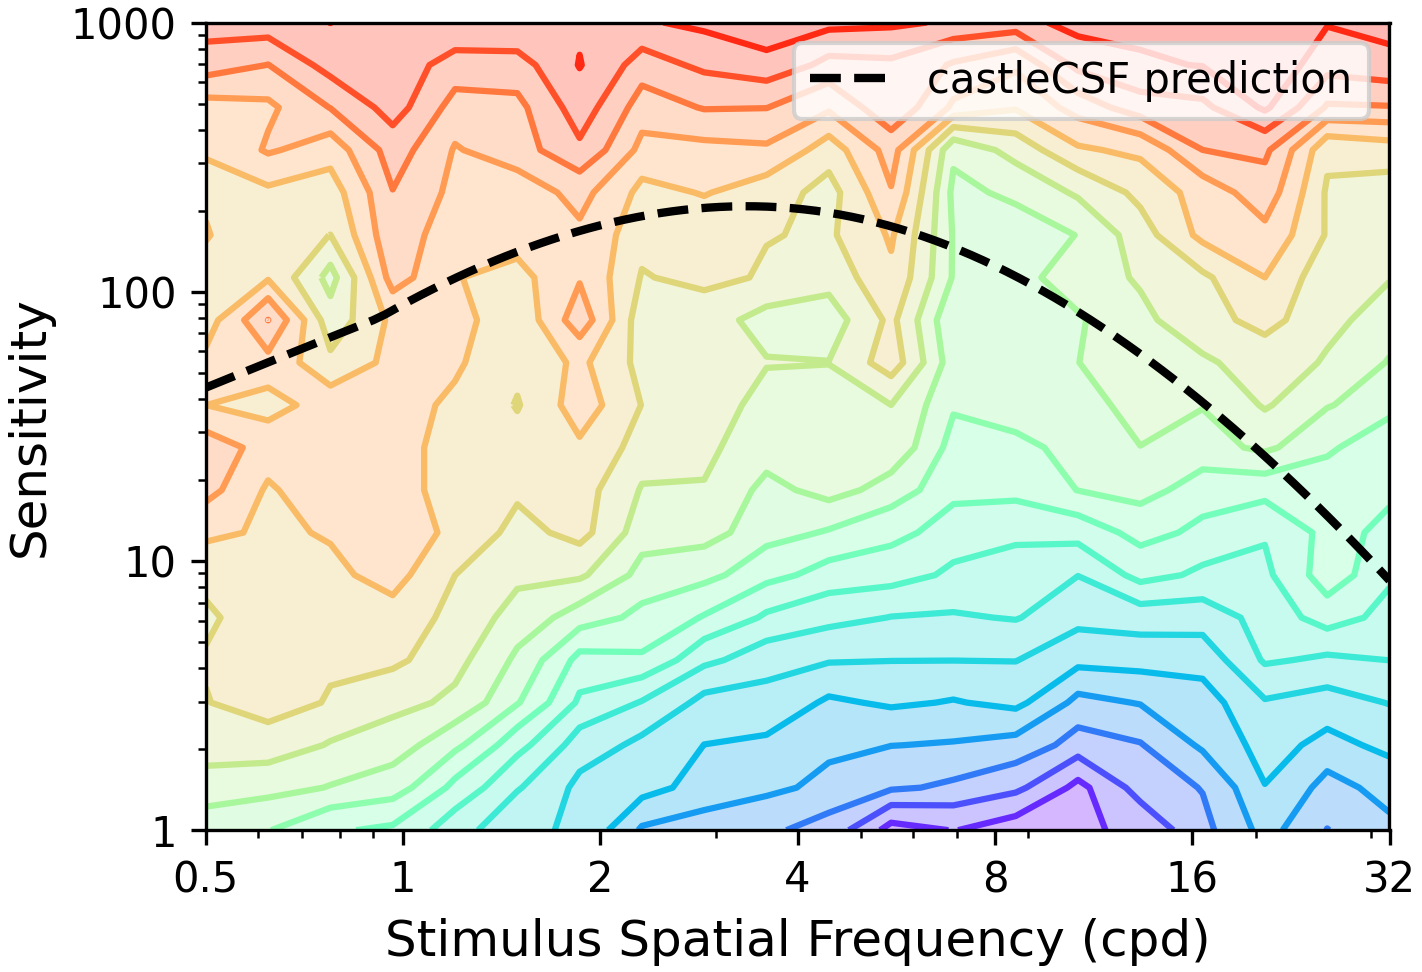 1000
100
10
1
Sensitivity
castleCSF prediction
0.5 1 2 4 8 16 32
Stimulus Spatial Frequency (cpd)